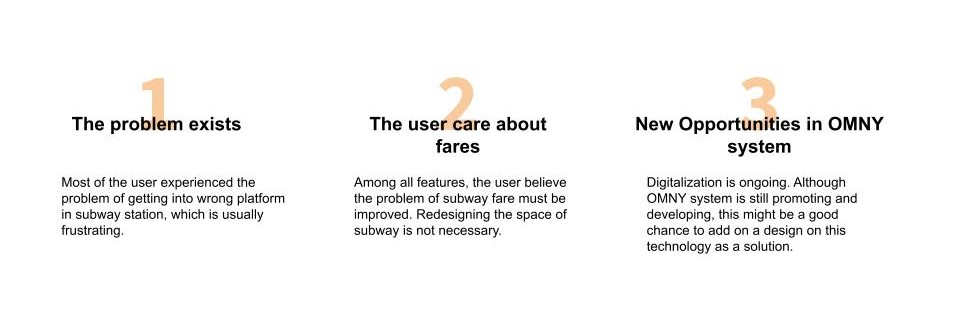 1
The problem exists
Most of the user experienced the
problem of getting into wrong platform
in subway station, which is usually
frustrating.
2
The user care about
fares
Among all features, the user believe
the problem of subway fare must be
improved. Redesigning the space of
subway is not necessary.
3
New Opportunities in OMNY
system
Digitalization is ongoing. Although
OMNY system is still promoting and
developing, this might be a good
chance to add on a design on this
technology as a solution.